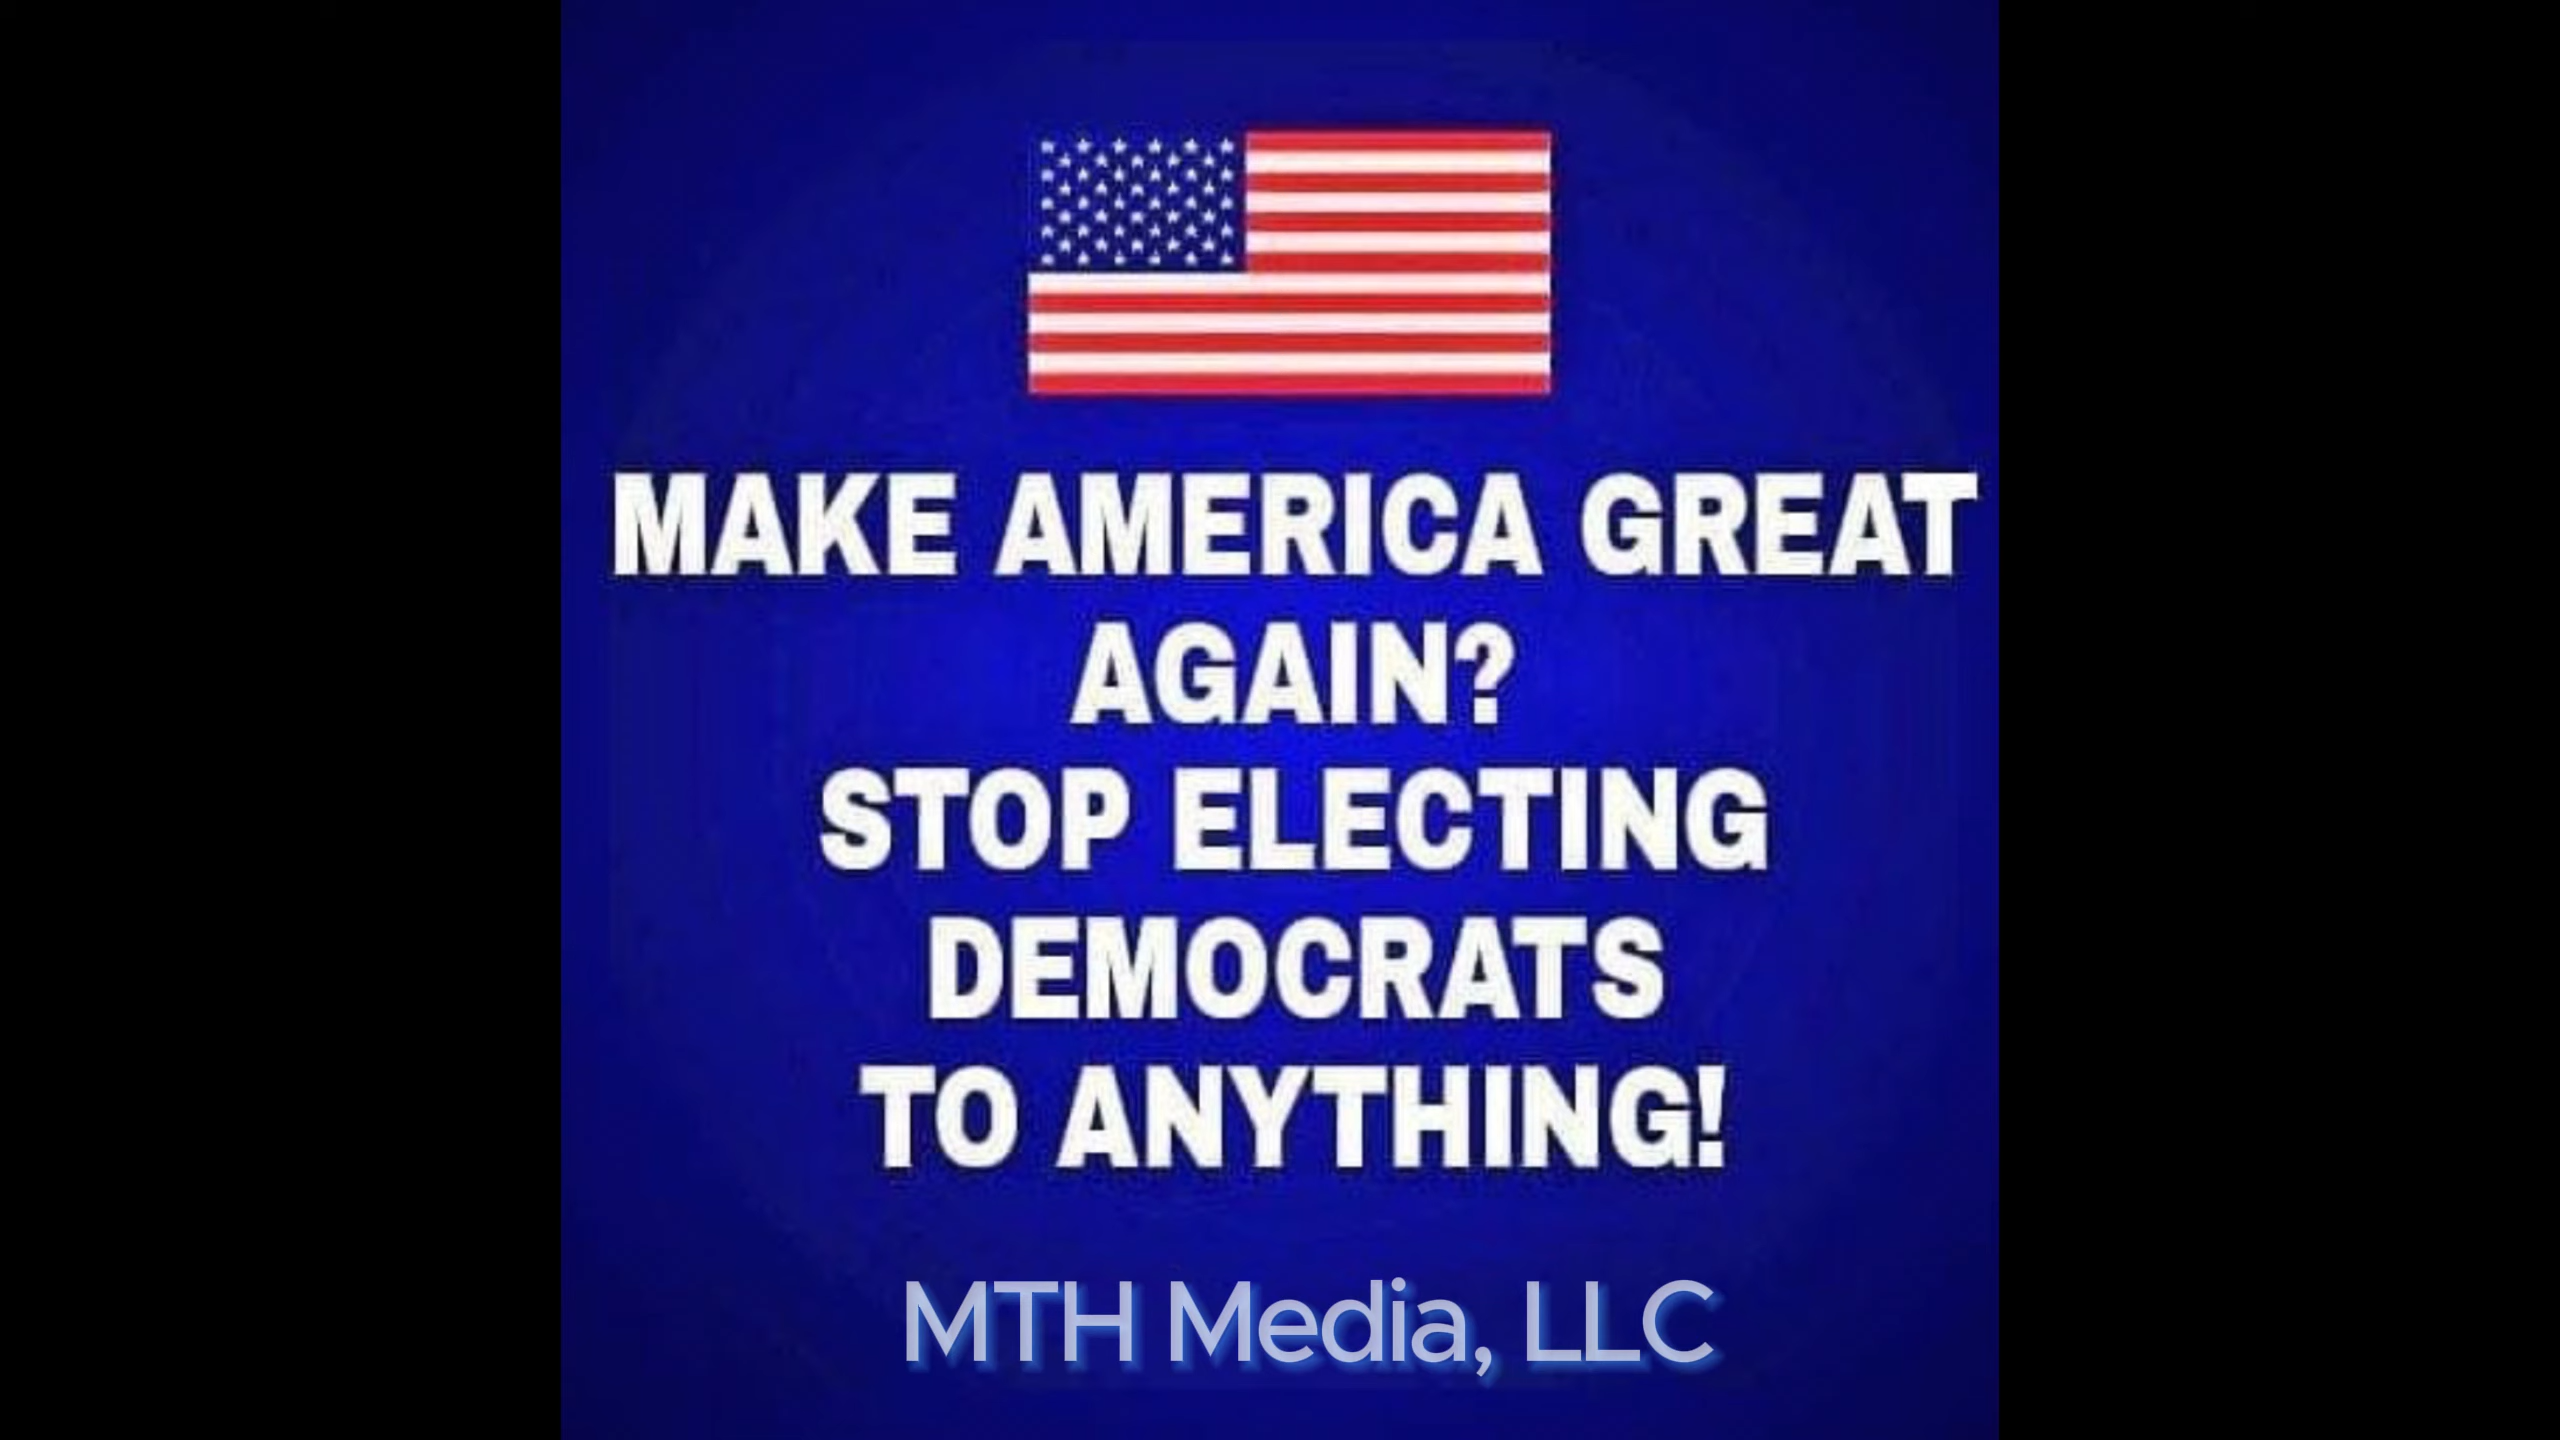 MAKE AMERICA GREAT
AGAIN?
STOP ELECTING
DEMOCRATS
TO ANYTHING!
MTH Media, LLC